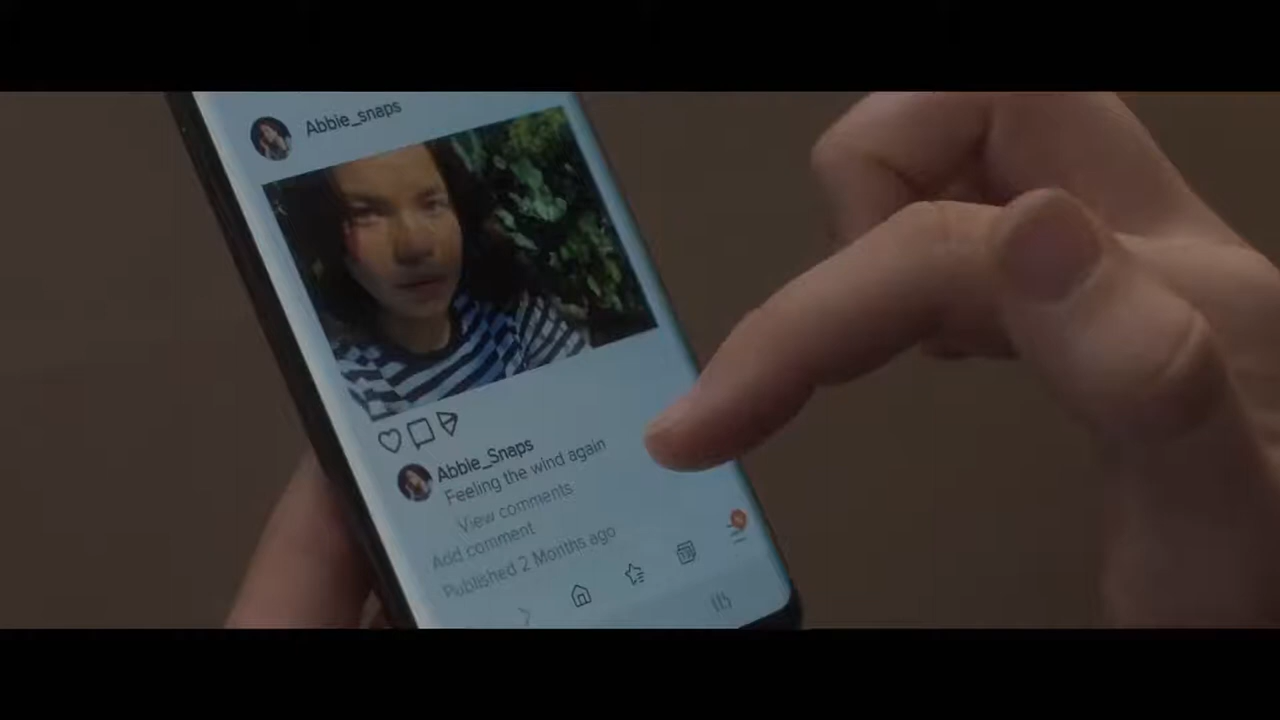 Abbie_snaps
Abbie_Snaps
Feeling the wind again
View comments
Add comment
Published 2 Months ago